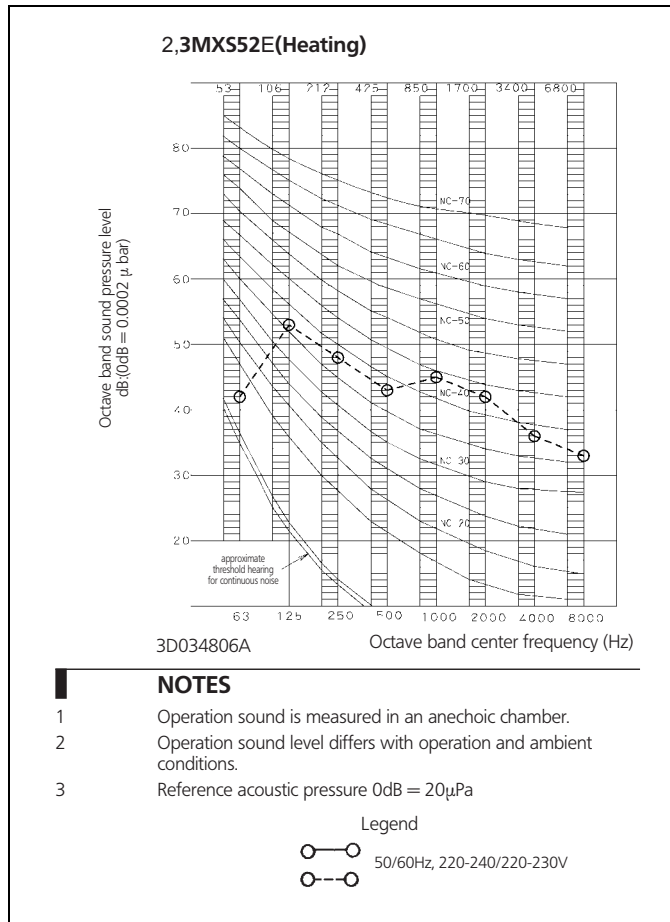 2,3MXS52E(Heating)
53 106 212 425 850 1700 3400 6800
80
70
60
50
40
30
20
NC-70
NC-60
NC-50
NC-40
NC-30
NC-20
Octave band sound pressure level
dB:(0dB = 0.0002 μ bar)
approximate
threshold hearing
for continuous noise
63 125 250 500 1000 2000 4000 8000
3D034806A
Octave band center frequency (Hz)
NOTES
1 Operation sound is measured in an anechoic chamber.
2 Operation sound level differs with operation and ambient
conditions.
3 Reference acoustic pressure 0dB = 20μPa
Legend
50/60Hz, 220-240/220-230V